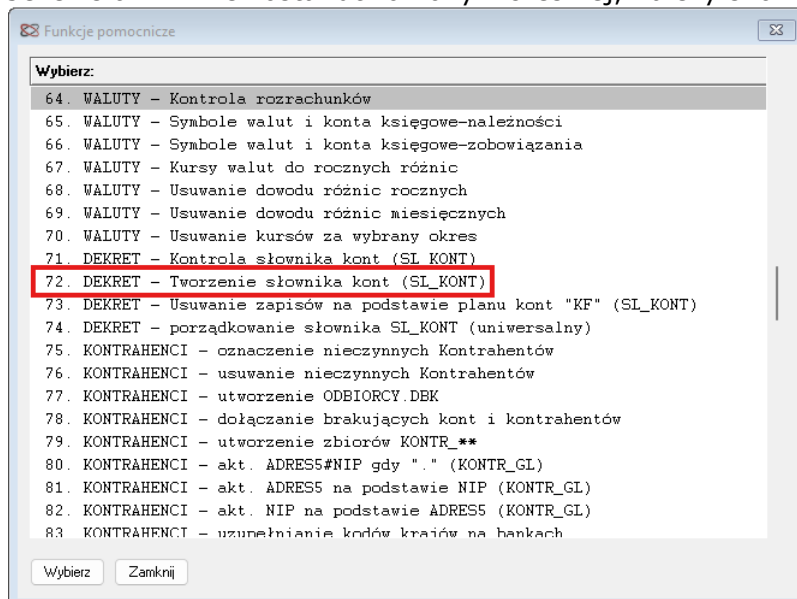 Funkcje pomocnicze
Wybierz:
64. WALUTY – Kontrola rozrachunków
65. WALUTY – Symbole walut i konta księgowe–należności
66. WALUTY – Symbole walut i konta księgowe–zobowiązania
67. WALUTY – Kursy walut do rocznych różnic
68. WALUTY – Usuwanie dowodu różnic rocznych
69. WALUTY – Usuwanie dowodu różnic miesięcznych
70. WALUTY – Usuwanie kursów za wybrany okres
71. DEKRET – Kontrola słownika kont (SL_KONT)
72. DEKRET – Tworzenie słownika kont (SL_KONT)
73. DEKRET – Usuwanie zapisów na podstawie planu kont "KF" (SL_KONT)
74. DEKRET – porządkowanie słownika SL_KONT (uniwersalny)
75. KONTRAHENCI – oznaczenie nieczynnych Kontrahentów
76. KONTRAHENCI – usuwanie nieczynnych Kontrahentów
77. KONTRAHENCI – utworzenie ODBIORCY.DBK
78. KONTRAHENCI – dołączanie brakujących kont i kontrahentów
79. KONTRAHENCI – utworzenie zbiorów KONTR_**
80. KONTRAHENCI – akt. ADRES5#NIP gdy "." (KONTR_GL)
81. KONTRAHENCI – akt. ADRES5 na podstawie NIP (KONTR_GL)
82. KONTRAHENCI – akt. NIP na podstawie ADRES5 (KONTR_GL)
83. KONTRAHENCI – uzupełnianie kodów krajów na bankach
Wybierz Zamknij